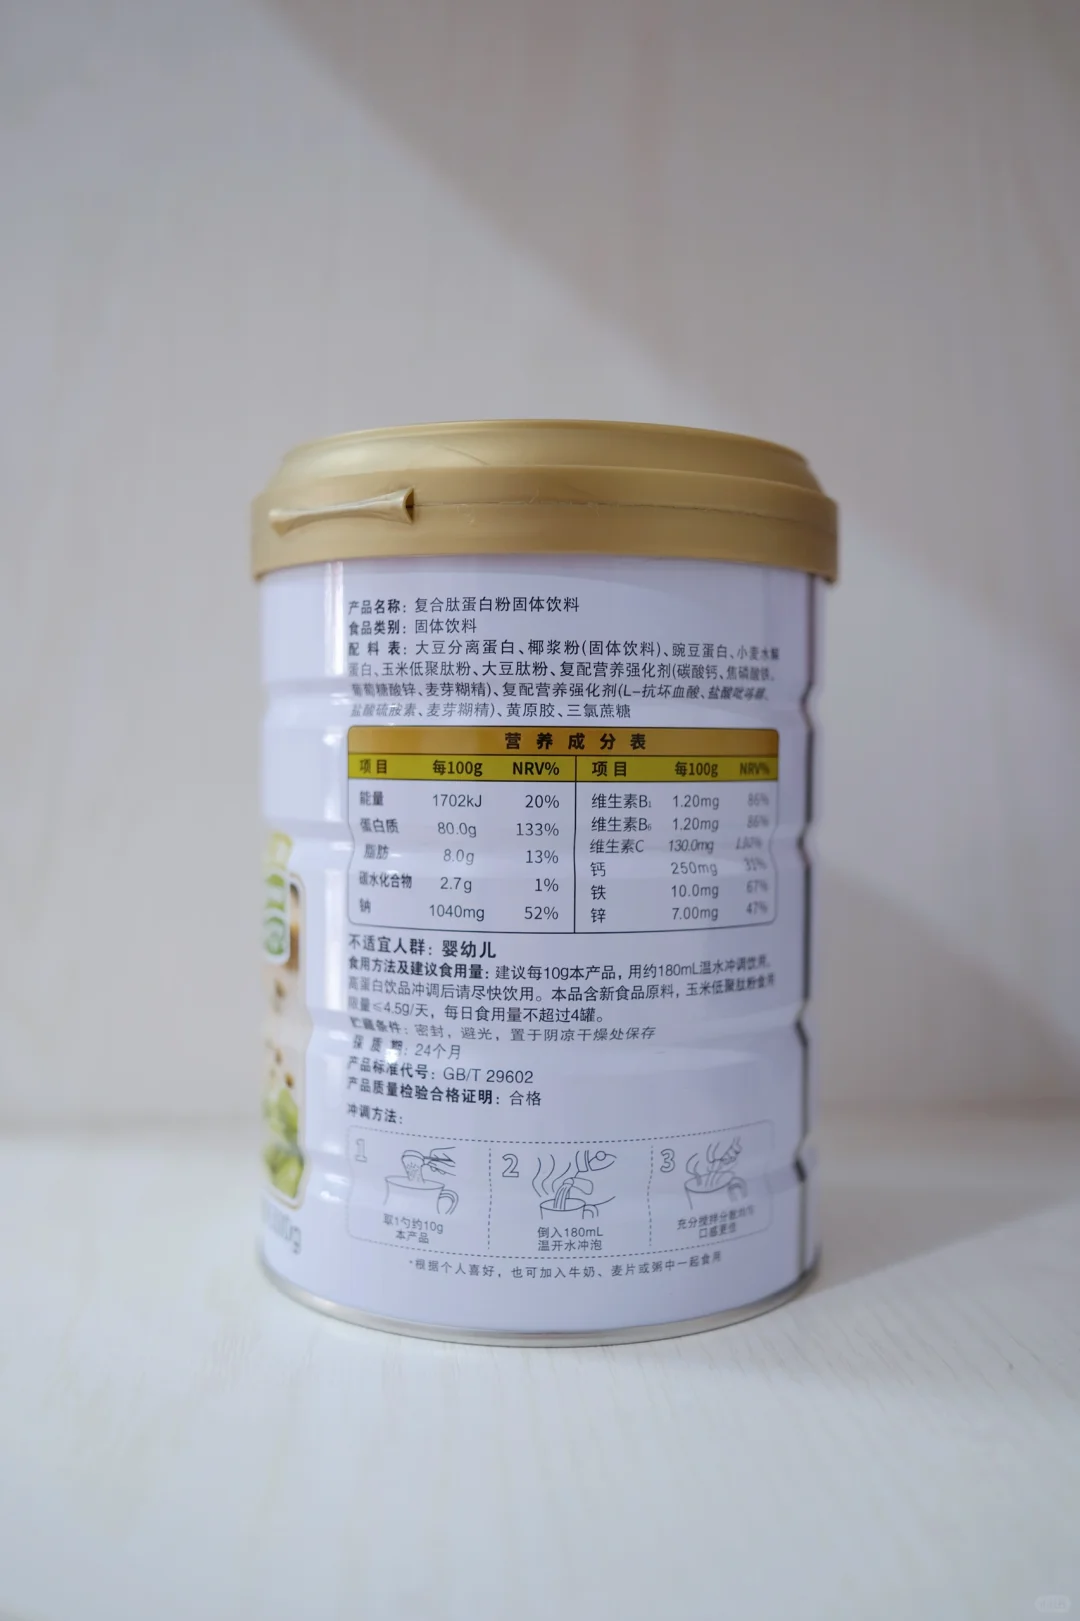 产品名称：复合肽蛋白粉固体饮料
食品类别：固体饮料
配 料 表：大豆分离蛋白、椰浆粉(固体饮料)、豌豆蛋白、小麦水解
蛋白、玉米低聚肽粉、大豆肽粉、复配营养强化剂(碳酸钙、焦磷酸铁、
葡萄糖酸锌、麦芽糊精)、复配营养强化剂(L-抗坏血酸、盐酸吡哆醇、
盐酸硫胺素、麦芽糊精)、黄原胶、三氯蔗糖
营 养 成 分 表
项目 每100g NRV% 项目 每100g NRV%
能量 1702kJ 20% 维生素B₁ 1.20mg 86%
蛋白质 80.0g 133% 维生素B₆ 1.20mg 86%
脂肪 8.0g 13% 维生素C 130.0mg
碳水化合物 2.7g 1% 钙 250mg 31%
钠 1040mg 52% 铁 10.0mg 67%
锌 7.00mg 47%
不适宜人群：婴幼儿
食用方法及建议食用量：建议每10g本产品，用约180mL温水冲调饮用。
高蛋白饮品冲调后请尽快饮用。本品含新食品原料，玉米低聚肽粉食用
限量≤4.5g/天，每日食用量不超过4罐。
贮藏条件：密封，避光，置于阴凉干燥处保存
保 质 期：24个月
产品标准代号：GB/T 29602
产品质量检验合格证明：合格
冲调方法：
1
取1勺约10g
本产品
2
倒入180mL
温开水冲泡
3
充分搅拌分散均匀
口感更佳
*根据个人喜好，也可加入牛奶、麦片或粥中一起食用